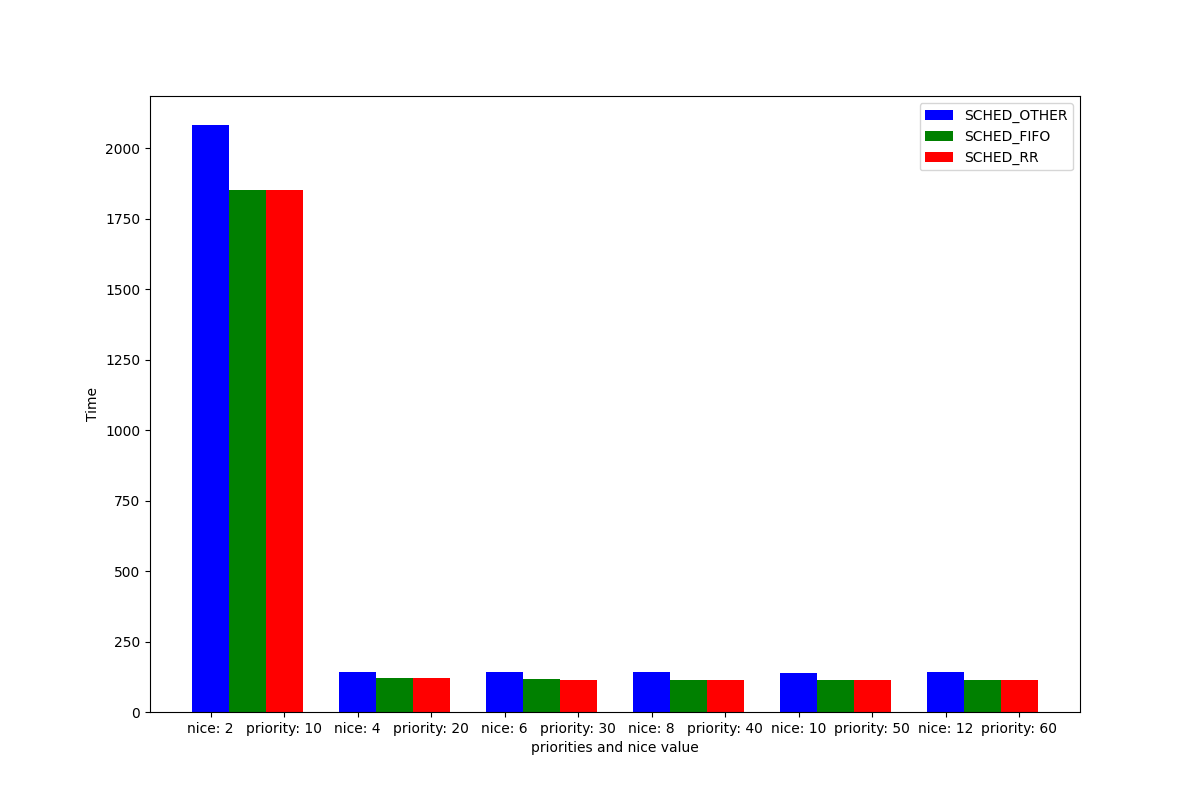 SCHED_OTHER
SCHED_FIFO
SCHED_RR
2000
1750
1500
1250
1000
750
500
250
0
Time
nice: 2 priority: 10 nice: 4 priority: 20 nice: 6 priority: 30 nice: 8 priority: 40 nice: 10 priority: 50 nice: 12 priority: 60
priorities and nice value